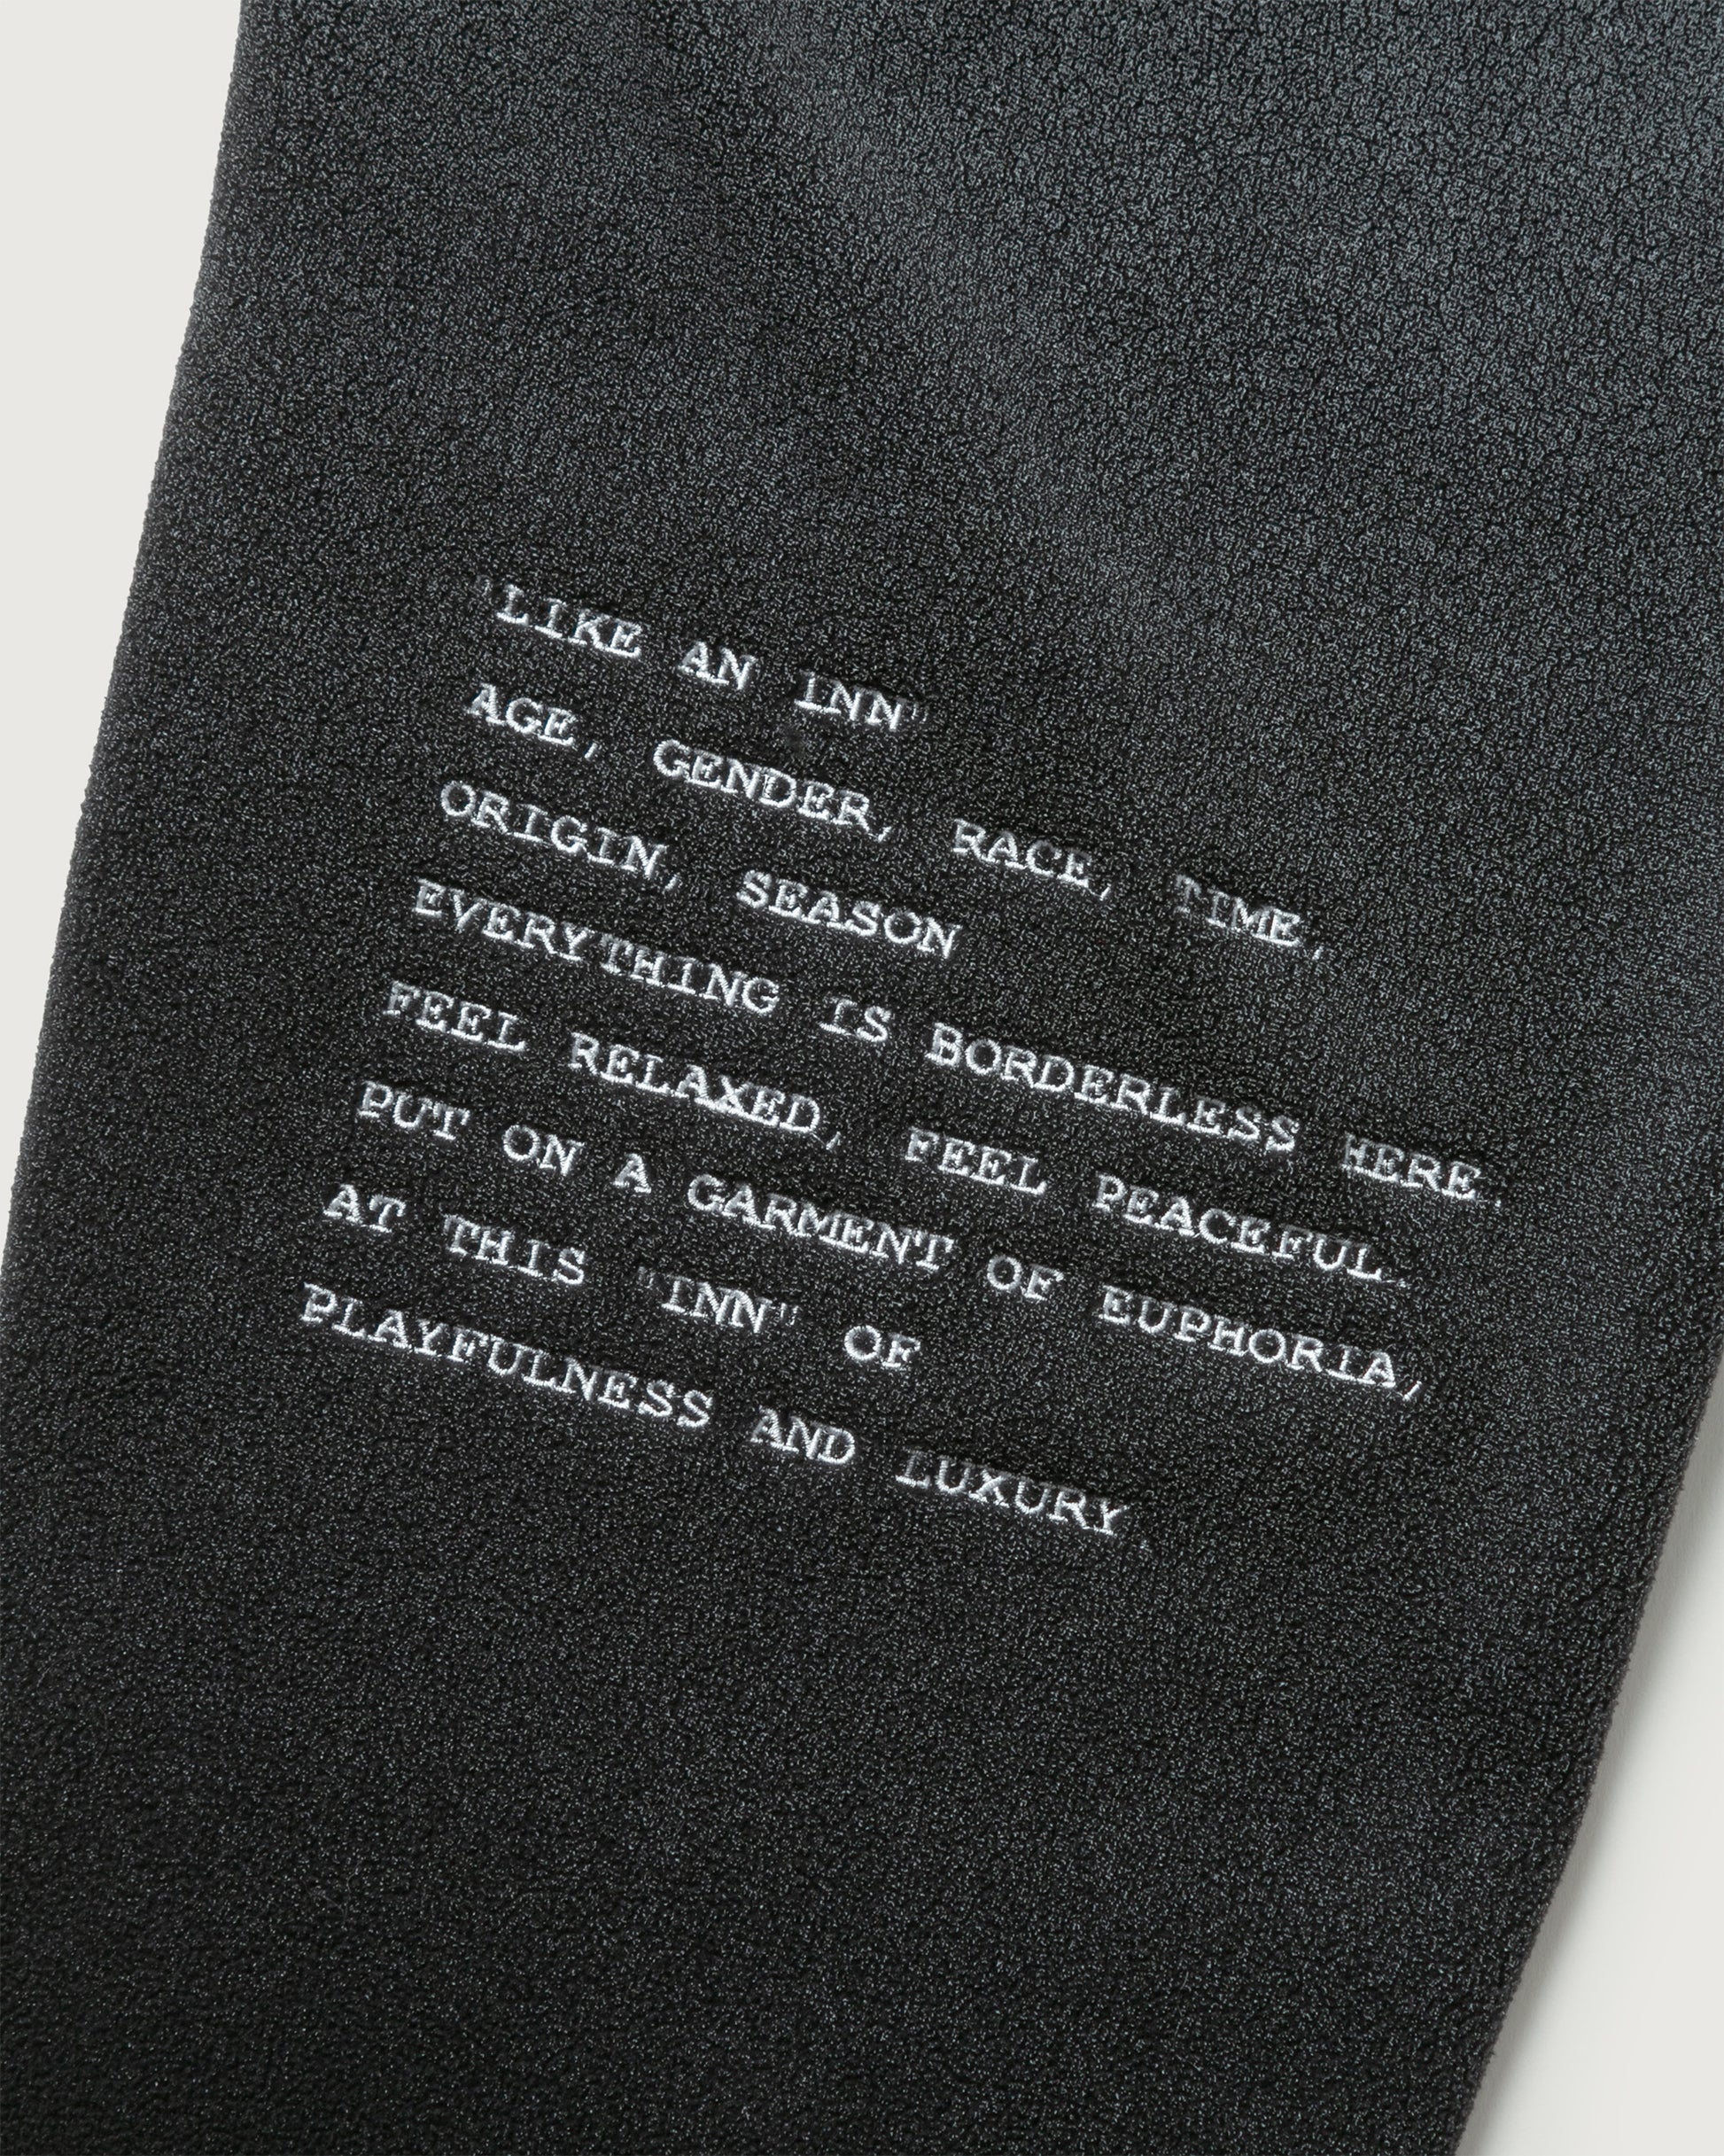 "LIKE AN INN"
AGE, GENDER, RACE, TIME,
ORIGIN, SEASON
EVERYTHING IS BORDERLESS HERE.
FEEL RELAXED, FEEL PEACEFUL.
PUT ON A GARMENT OF EUPHORIA,
AT THIS "INN" OF
PLAYFULNESS AND LUXURY.